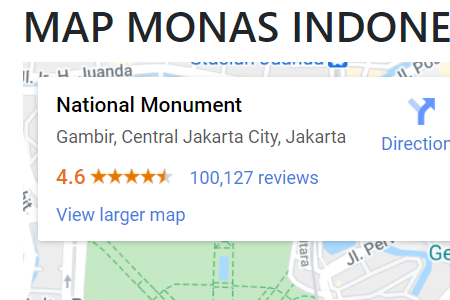 MAP MONAS INDONE
Stasiun Juanda
Jl. Ir. H. Juanda
Jl. Pos
National Monument
Gambir, Central Jakarta City, Jakarta
Direction
4.6
100,127 reviews
View larger map
Jl. Per
Ge
tara